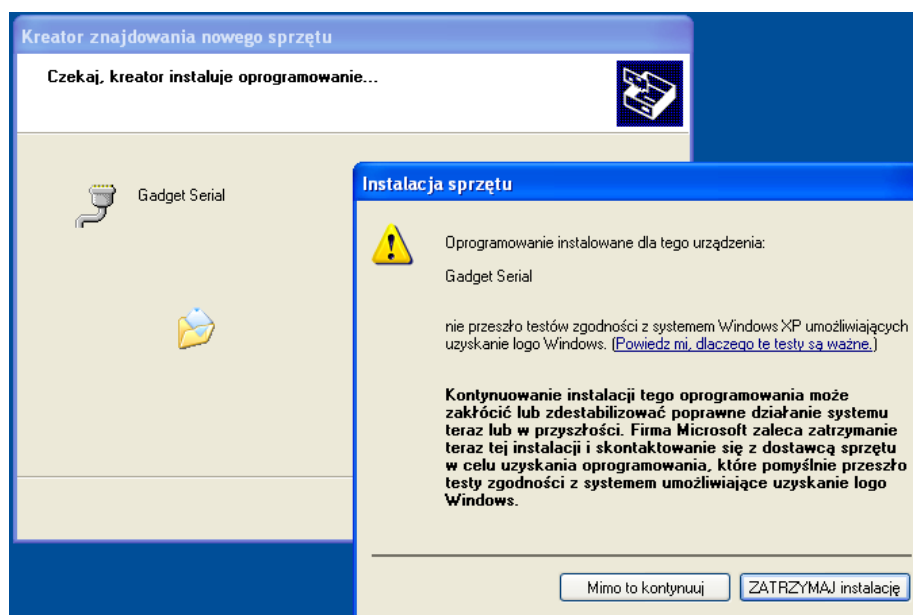 Kreator znajdowania nowego sprzętu
Czekaj, kreator instaluje oprogramowanie...
Gadget Serial
Instalacja sprzętu
Oprogramowanie instalowane dla tego urządzenia:
Gadget Serial
nie przeszło testów zgodności z systemem Windows XP umożliwiających
uzyskanie logo Windows. (Powiedz mi, dlaczego te testy są ważne.)
Kontynuowanie instalacji tego oprogramowania może
zakłócić lub zdestabilizować poprawne działanie systemu
teraz lub w przyszłości. Firma Microsoft zaleca zatrzymanie
teraz tej instalacji i skontaktowanie się z dostawcą sprzętu
w celu uzyskania oprogramowania, które pomyślnie przeszło
testy zgodności z systemem umożliwiające uzyskanie logo
Windows.
Mimo to kontynuuj
ZATRZYMAJ instalację